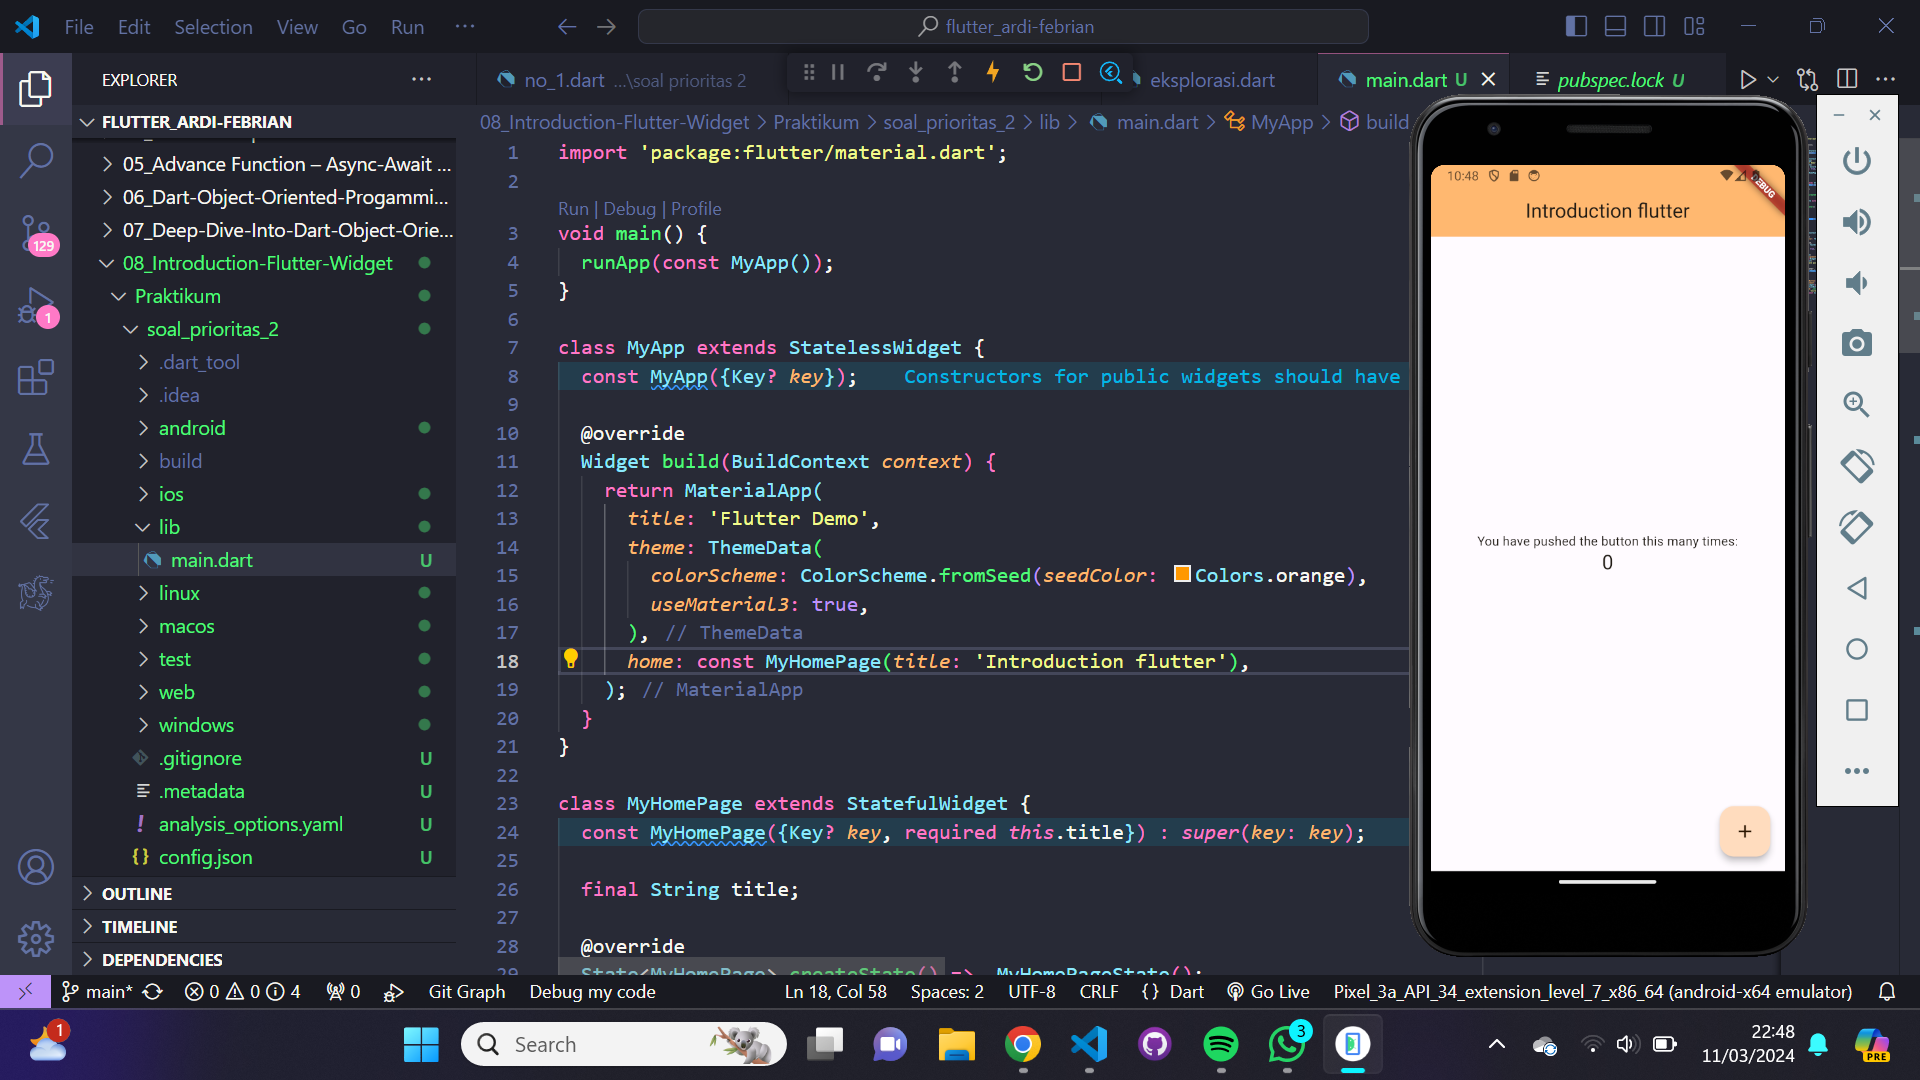 File Edit Selection View Go Run ···
flutter_ardi-febrian
EXPLORER
FLUTTER_ARDI-FEBRIAN
05_Advance Function – Async-Await ...
06_Dart-Object-Oriented-Progammi...
07_Deep-Dive-Into-Dart-Object-Orie...
08_Introduction-Flutter-Widget
Praktikum
soal_prioritas_2
.dart_tool
.idea
android
build
ios
lib
main.dart U
linux
macos
test
web
windows
.gitignore U
.metadata U
analysis_options.yaml U
config.json U
OUTLINE
TIMELINE
DEPENDENCIES
129
1
no_1.dart ...\soal prioritas 2
eksplorasi.dart
main.dart U
pubspec.lock U
08_Introduction-Flutter-Widget > Praktikum > soal_prioritas_2 > lib > main.dart > MyApp > build
1 import 'package:flutter/material.dart';
2
Run | Debug | Profile
3 void main() {
4 runApp(const MyApp());
5 }
6
7 class MyApp extends StatelessWidget {
8 const MyApp({Key? key}); Constructors for public widgets should have
9
10 @override
11 Widget build(BuildContext context) {
12 return MaterialApp(
13 title: 'Flutter Demo',
14 theme: ThemeData(
15 colorScheme: ColorScheme.fromSeed(seedColor: Colors.orange),
16 useMaterial3: true,
17 ), // ThemeData
18 home: const MyHomePage(title: 'Introduction flutter'),
19 ); // MaterialApp
20 }
21 }
22
23 class MyHomePage extends StatefulWidget {
24 const MyHomePage({Key? key, required this.title}) : super(key: key);
25
26 final String title;
27
28 @override
29 State<MyHomePage> createState() => _MyHomePageState();
10:48
DEBUG
Introduction flutter
You have pushed the button this many times:
0
+
main* 0 0 4 0 Git Graph Debug my code Ln 18, Col 58 Spaces: 2 UTF-8 CRLF {} Dart Go Live Pixel_3a_API_34_extension_level_7_x86_64 (android-x64 emulator)
1
Search
3
22:48
11/03/2024
PRE